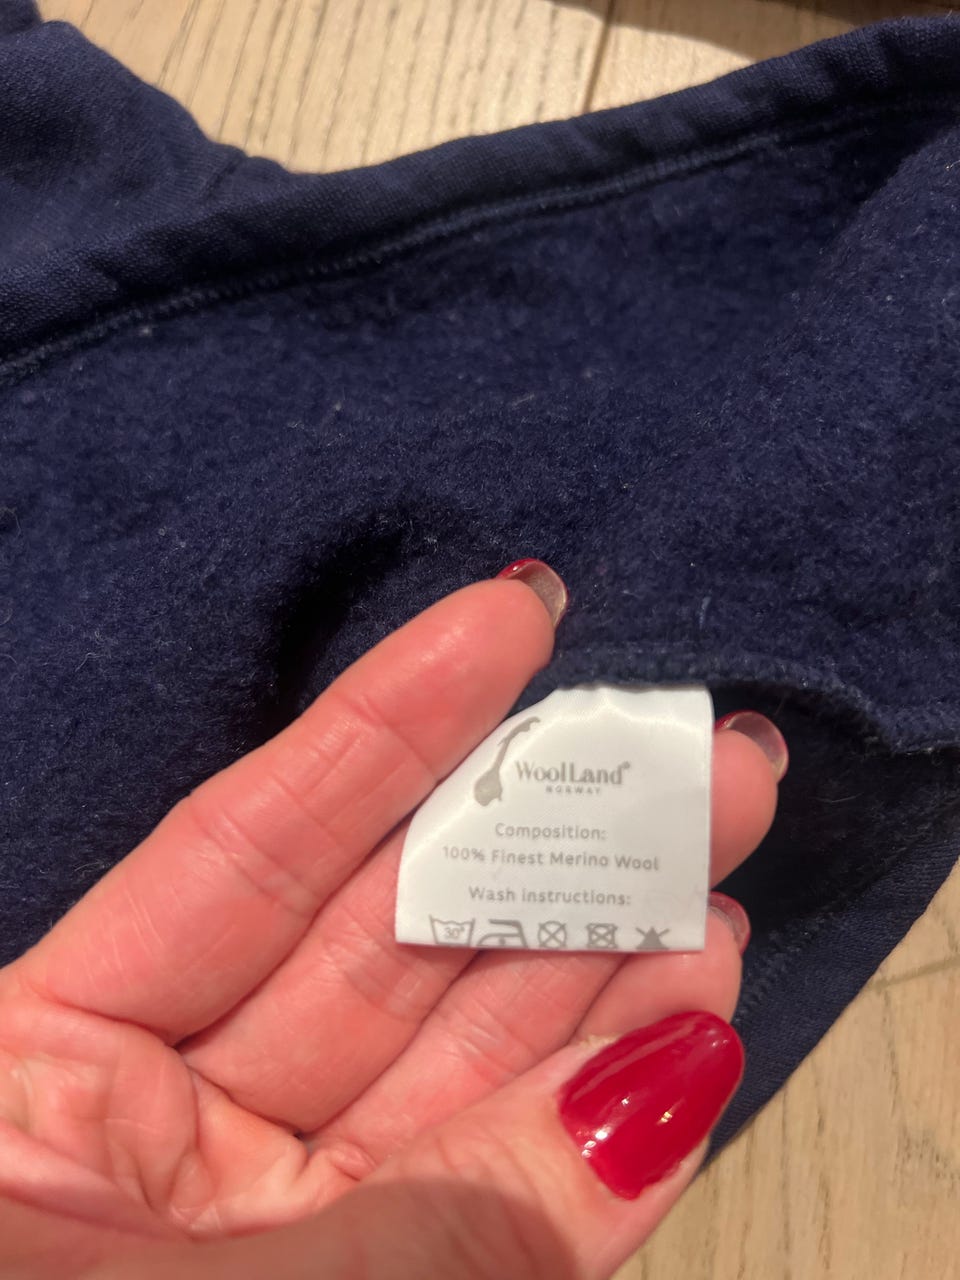 WoolLand®
NORWAY
Composition:
100% Finest Merino Wool
Wash instructions:
30°